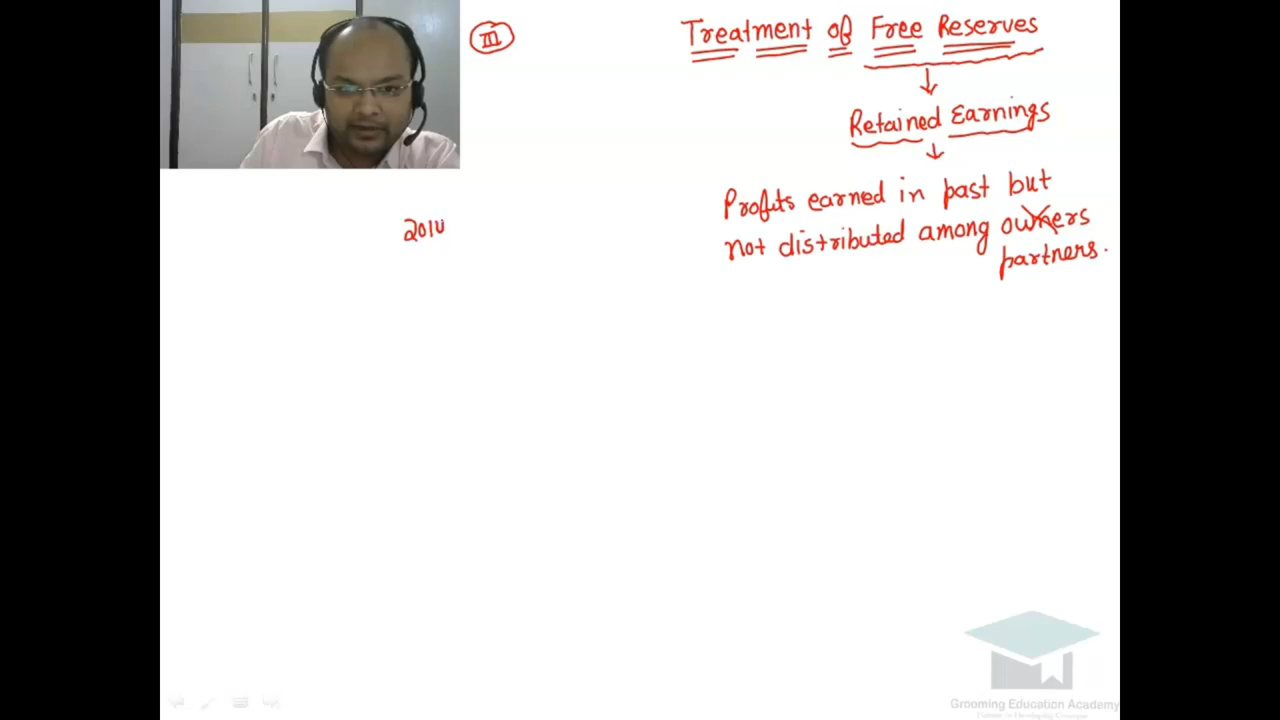 III
Treatment of Free Reserves
Retained Earnings
Profits earned in past but
not distributed among owners
partners.
Grooming Education Academy